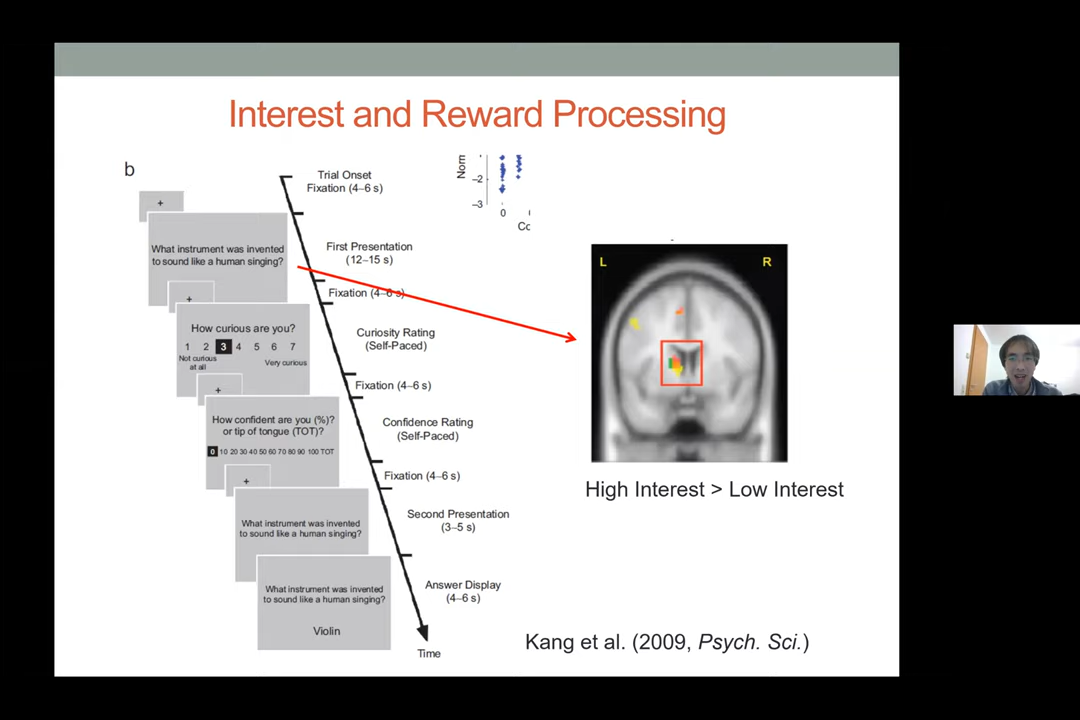 Interest and Reward Processing
b
+
What instrument was invented
to sound like a human singing?
+
How curious are you?
1 2 3 4 5 6 7
Not curious
at all
Very curious
+
How confident are you (%)?
or tip of tongue (TOT)?
0 10 20 30 40 50 60 70 80 90 100 TOT
+
What instrument was invented
to sound like a human singing?
What instrument was invented
to sound like a human singing?
Violin
Trial Onset
Fixation (4–6 s)
First Presentation
(12–15 s)
Fixation (4–6 s)
Curiosity Rating
(Self-Paced)
Fixation (4–6 s)
Confidence Rating
(Self-Paced)
Fixation (4–6 s)
Second Presentation
(3–5 s)
Answer Display
(4–6 s)
Time
Norn
–2
–3
0
L
R
High Interest > Low Interest
Kang et al. (2009, Psych. Sci.)